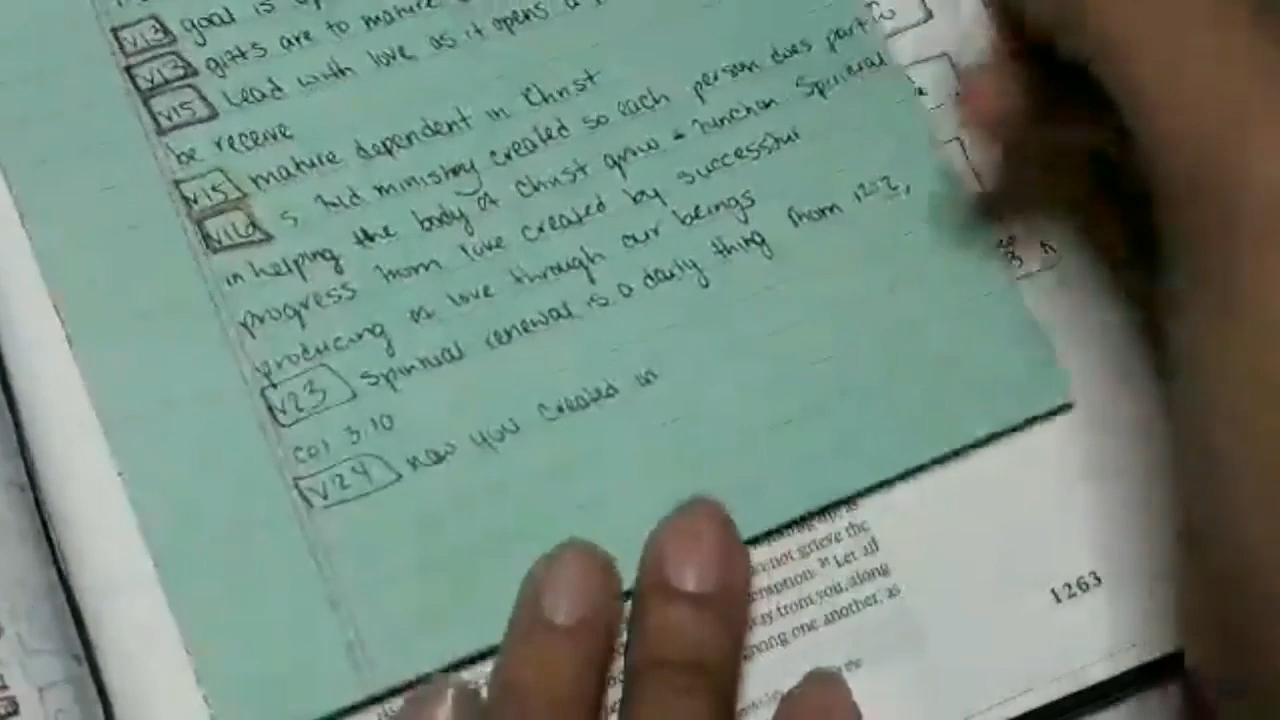 v13 goal is
v13 gifts are to mature
v15 Lead with love as it opens a
be receive
v15 mature dependent in Christ
v16 5 fold ministry created so each person does part
in helping the body of Christ grow + function Spiritual
progress from love created by successful
producing of love through our beings
v23 Spiritual renewal is a daily thing from 12:2,
Col 3:10
v24 new you created in
not grieve the
Let all
from you, along
one another, as
1263